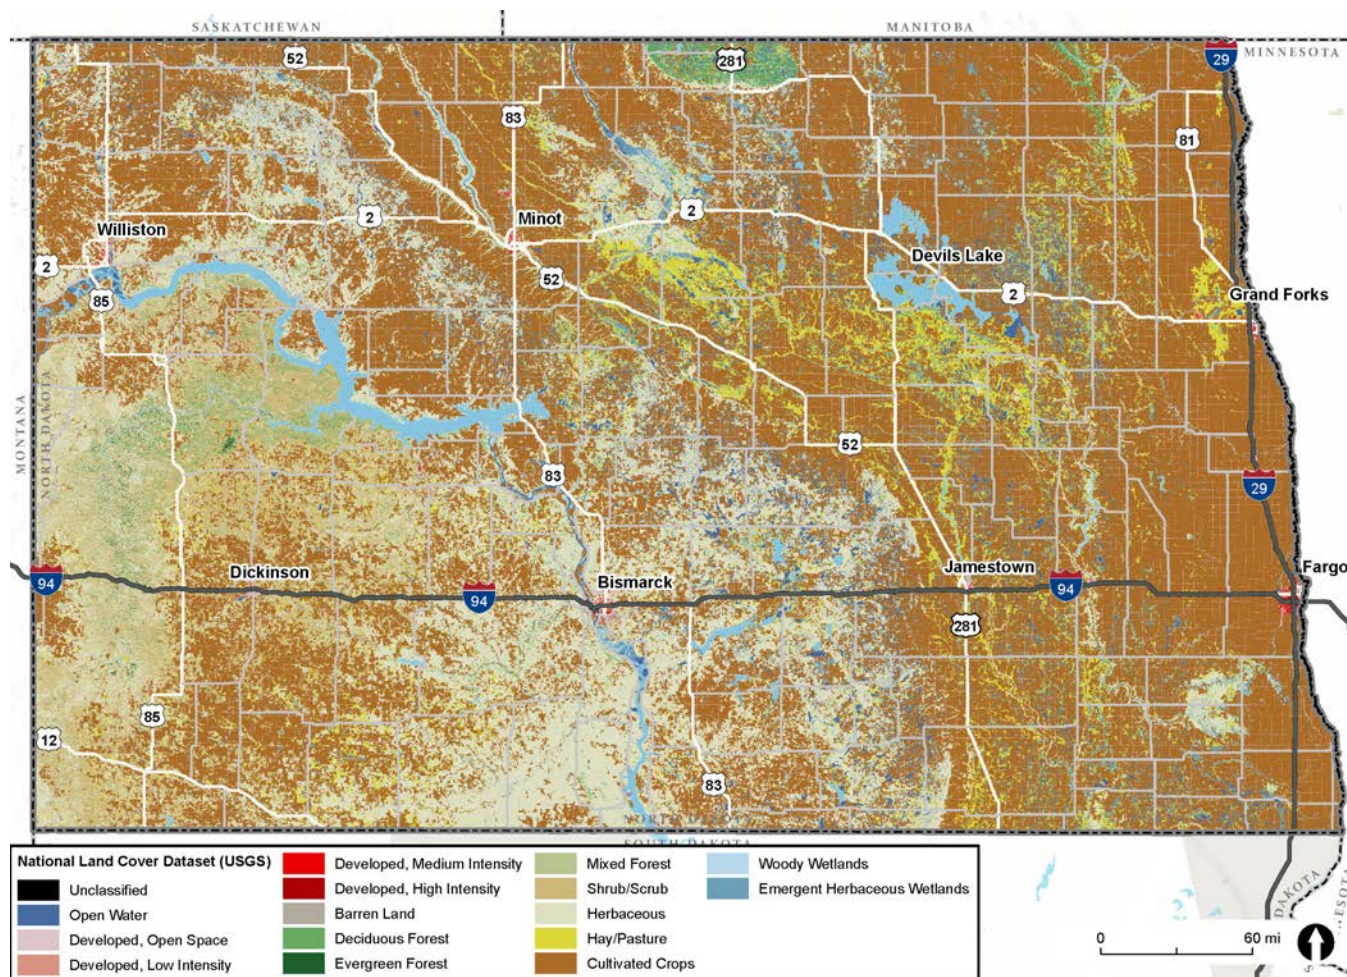 SASKATCHEWAN
MANITOBA
MINNESOTA
52
281
29
83
81
2
2
Minot
Williston
Devils Lake
2
85
52
2
Grand Forks
MONTANA
NORTH DAKOTA
52
83
29
94
Dickinson
94
Bismarck
Jamestown
94
Fargo
281
85
12
83
SOUTH DAKOTA
National Land Cover Dataset (USGS)
Unclassified
Open Water
Developed, Open Space
Developed, Low Intensity
Developed, Medium Intensity
Developed, High Intensity
Barren Land
Deciduous Forest
Evergreen Forest
Mixed Forest
Shrub/Scrub
Herbaceous
Hay/Pasture
Cultivated Crops
Woody Wetlands
Emergent Herbaceous Wetlands
0 60 mi
DAKOTA